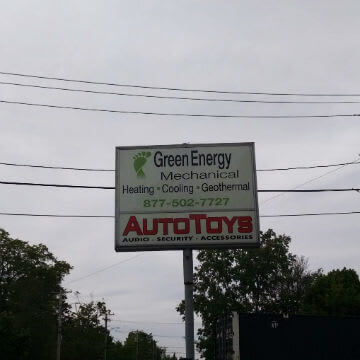 Green Energy
Mechanical
Heating • Cooling • Geothermal
877-502-7727
AUTOTOYS
AUDIO . SECURITY . ACCESSORIES